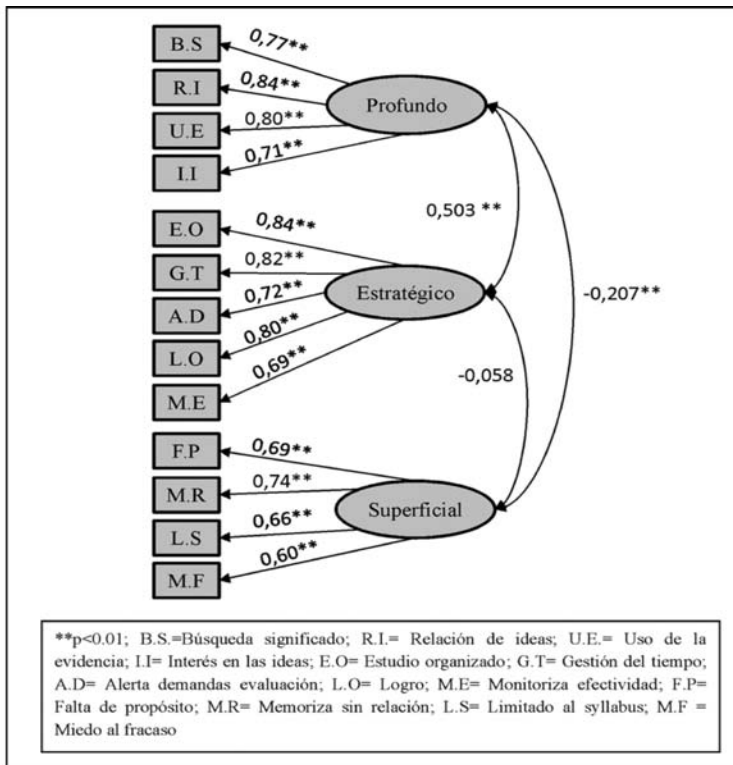 B.S
0,77**
R.I
0,84**
Profundo
U.E
0,80**
I.I
0,71**
0,503 **
E.O
0,84**
G.T
0,82**
Estratégico
A.D
0,72**
-0,207**
L.O
0,80**
M.E
0,69**
-0,058
F.P
0,69**
M.R
0,74**
Superficial
L.S
0,66**
M.F
0,60**
**p<0.01; B.S.=Búsqueda significado; R.I.= Relación de ideas; U.E.= Uso de la
evidencia; I.I= Interés en las ideas; E.O= Estudio organizado; G.T= Gestión del tiempo;
A.D= Alerta demandas evaluación; L.O= Logro; M.E= Monitoriza efectividad; F.P=
Falta de propósito; M.R= Memoriza sin relación; L.S= Limitado al syllabus; M.F =
Miedo al fracaso